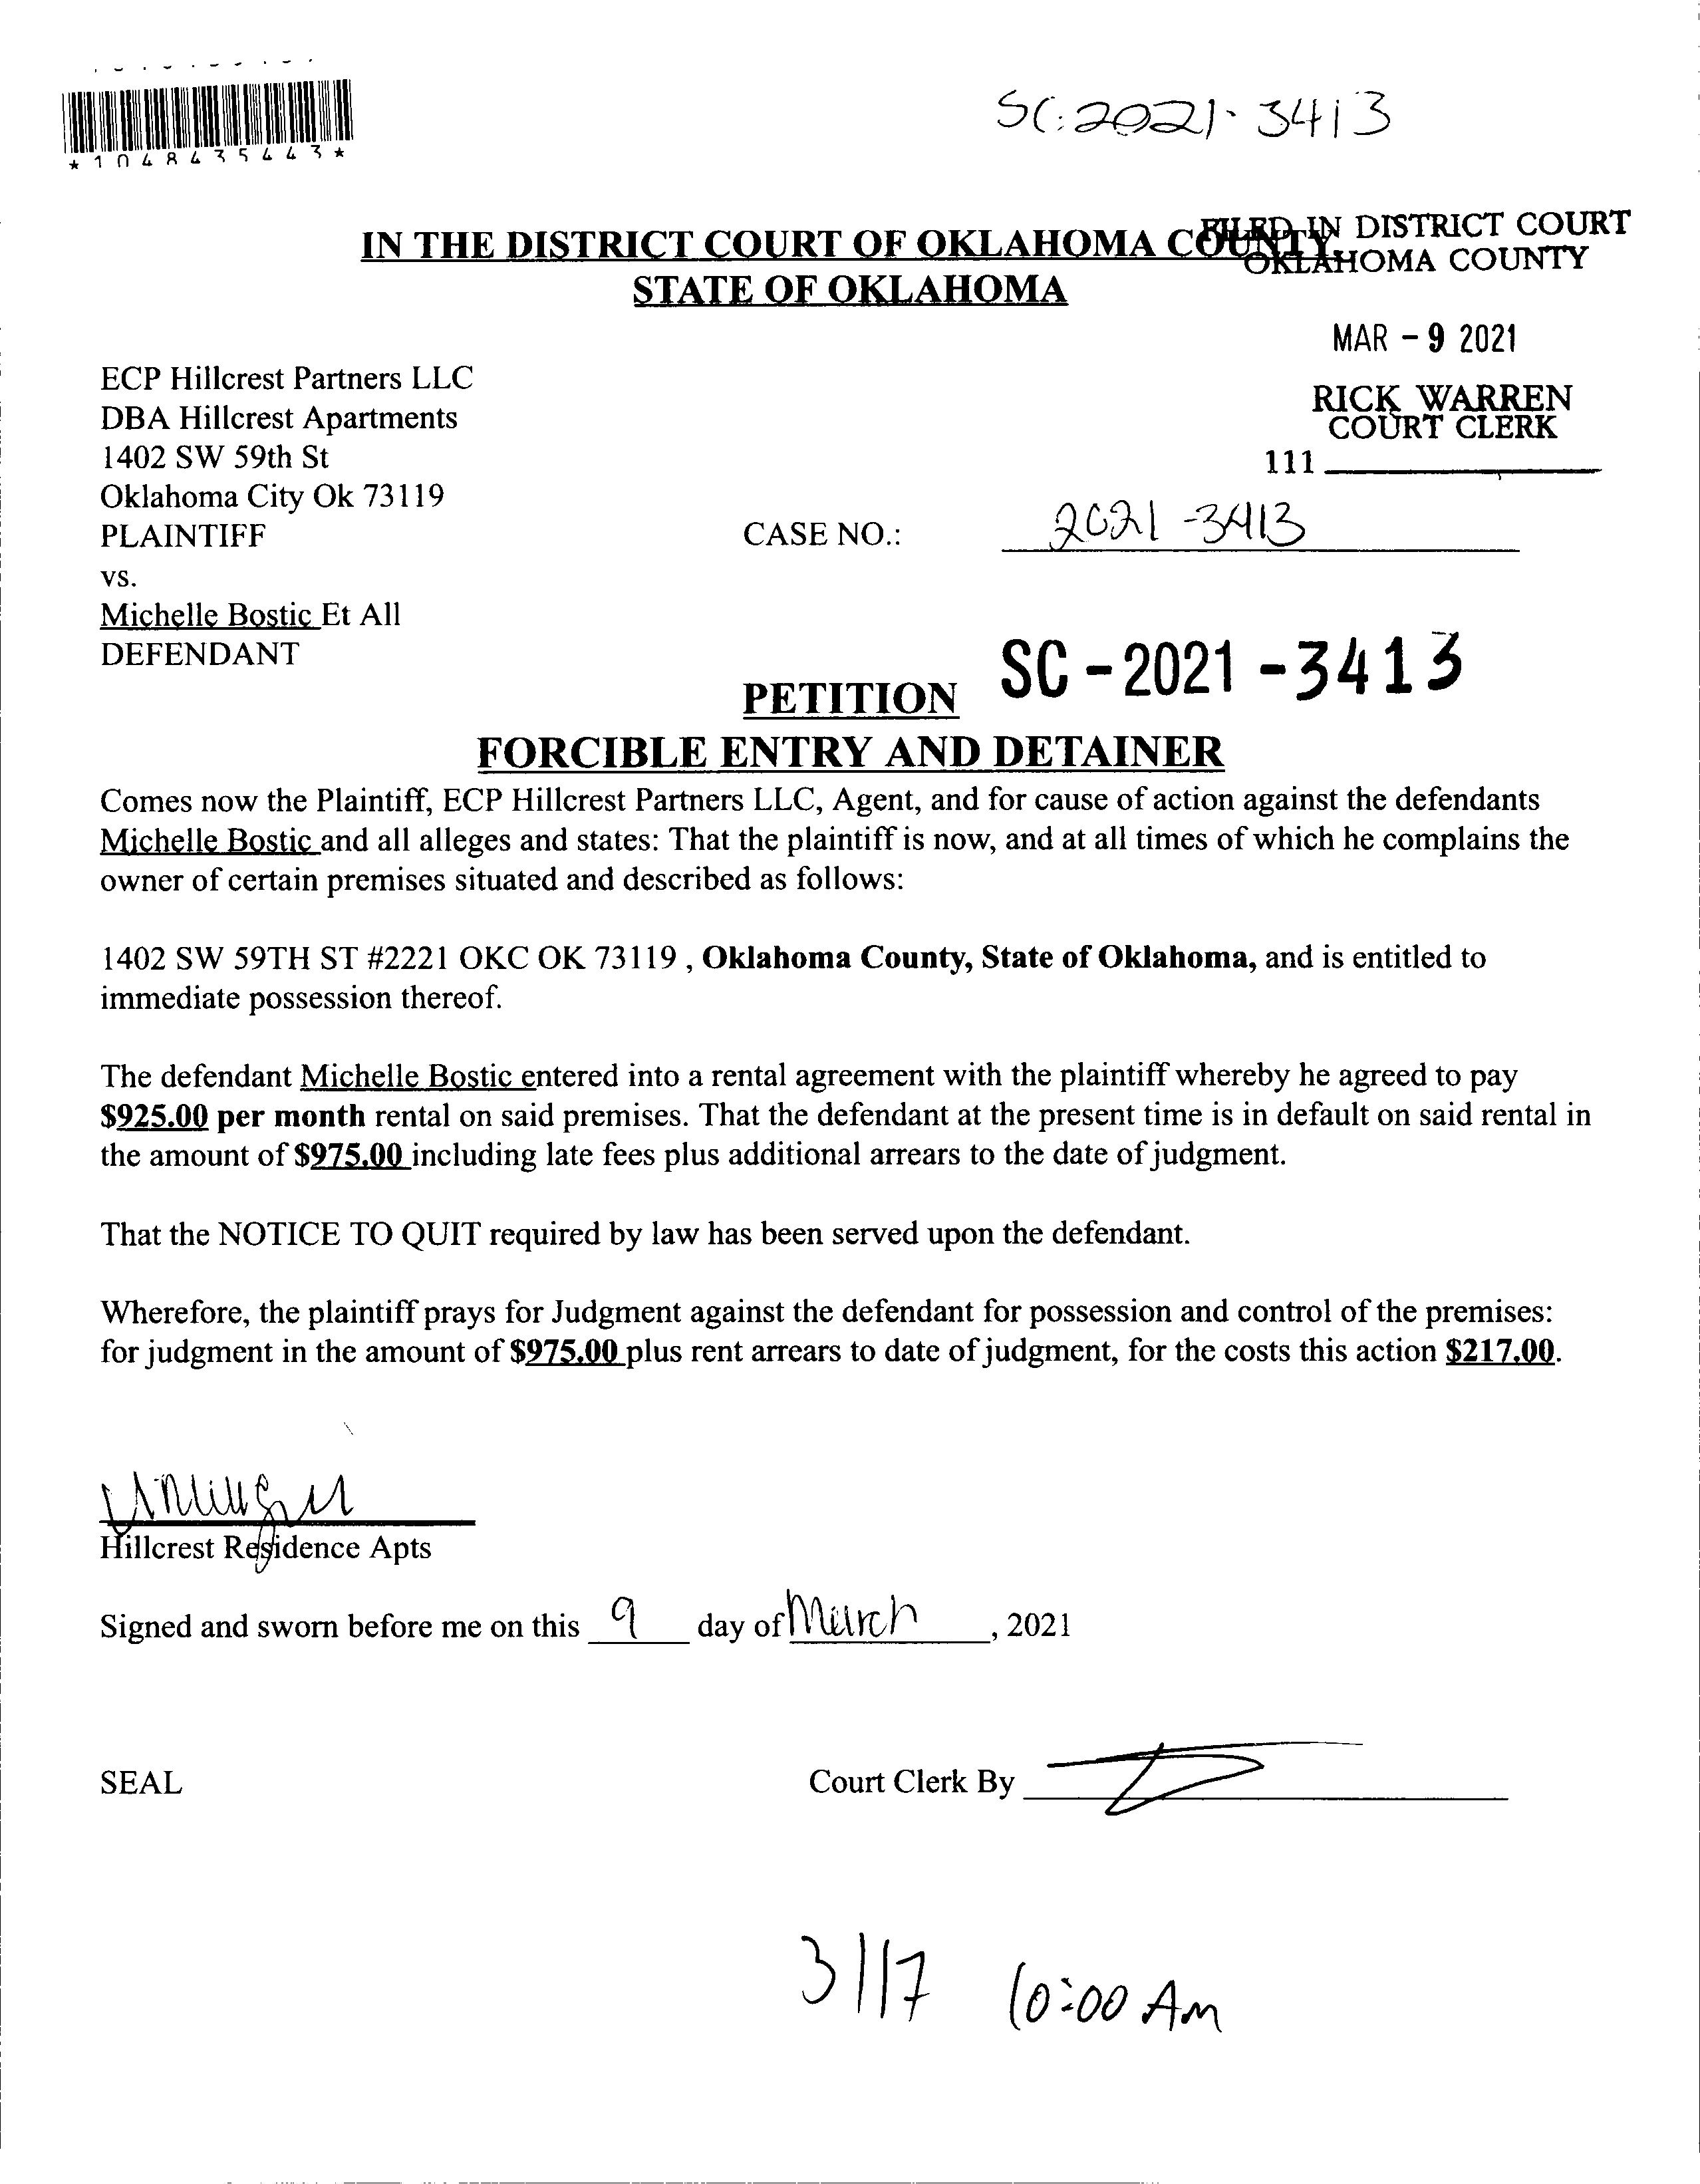 *1048435443*
SC-2021-3413
IN THE DISTRICT COURT OF OKLAHOMA COUNTY
STATE OF OKLAHOMA
FILED IN DISTRICT COURT
OKLAHOMA COUNTY
MAR - 9 2021
RICK WARREN
COURT CLERK
111
ECP Hillcrest Partners LLC
DBA Hillcrest Apartments
1402 SW 59th St
Oklahoma City Ok 73119
PLAINTIFF
CASE NO.: 2021-3413
vs.
Michelle Bostic Et All
DEFENDANT
SC - 2021 - 3413
PETITION
FORCIBLE ENTRY AND DETAINER
Comes now the Plaintiff, ECP Hillcrest Partners LLC, Agent, and for cause of action against the defendants
Michelle Bostic and all alleges and states: That the plaintiff is now, and at all times of which he complains the
owner of certain premises situated and described as follows:
1402 SW 59TH ST #2221 OKC OK 73119 , Oklahoma County, State of Oklahoma, and is entitled to
immediate possession thereof.
The defendant Michelle Bostic entered into a rental agreement with the plaintiff whereby he agreed to pay
$925.00 per month rental on said premises. That the defendant at the present time is in default on said rental in
the amount of $975.00 including late fees plus additional arrears to the date of judgment.
That the NOTICE TO QUIT required by law has been served upon the defendant.
Wherefore, the plaintiff prays for Judgment against the defendant for possession and control of the premises:
for judgment in the amount of $975.00 plus rent arrears to date of judgment, for the costs this action $217.00.
Hillcrest Residence Apts
Signed and sworn before me on this 9 day of March , 2021
SEAL
Court Clerk By
3/17 10:00 AM